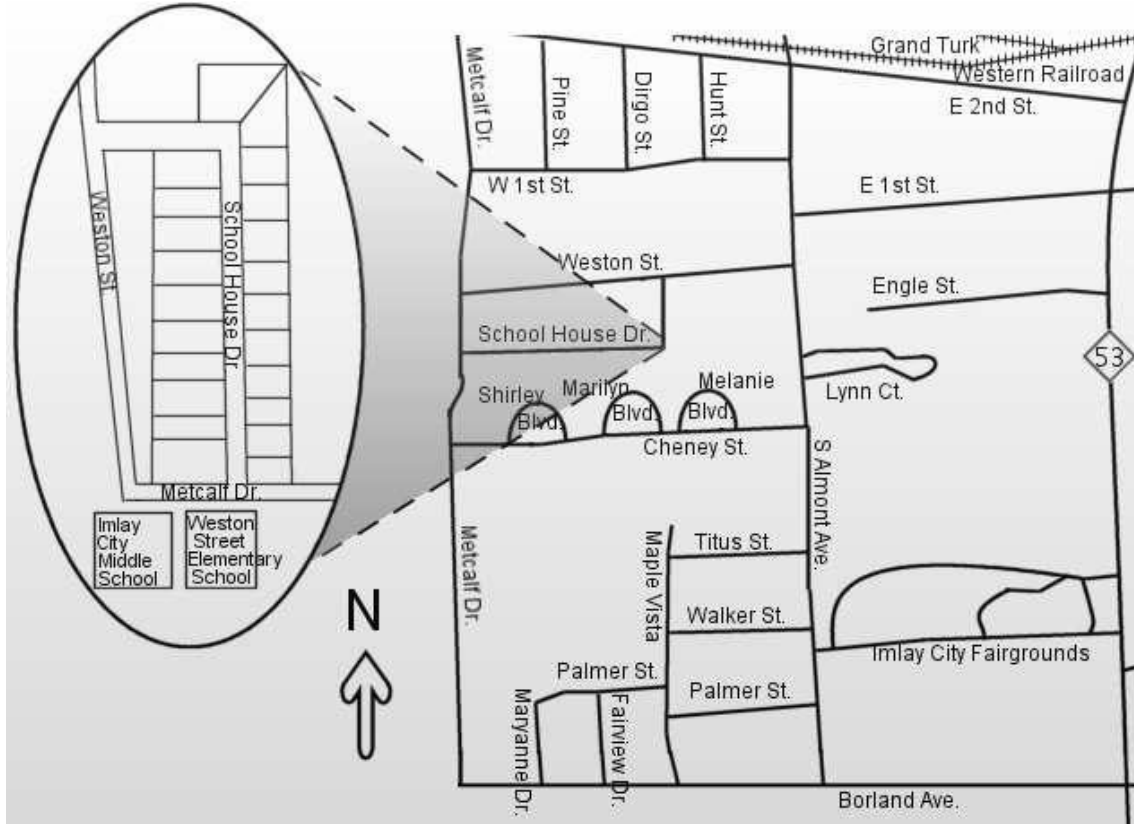 Grand Turk
Western Railroad
E 2nd St.
Metcalf Dr.
Pine St.
Dirgo St.
Hunt St.
W 1st St.
E 1st St.
Weston St.
Engle St.
School House Dr.
53
Shirley
Blvd.
Marilyn
Blvd.
Melanie
Blvd.
Lynn Ct.
Cheney St.
S Almont Ave.
Metcalf Dr.
Maple Vista
Titus St.
Walker St.
Imlay City Fairgrounds
Palmer St.
Palmer St.
Maryanne Dr.
Fairview Dr.
Borland Ave.
Weston St.
School House Dr.
Metcalf Dr.
Imlay
City
Middle
School
Weston
Street
Elementary
School
N